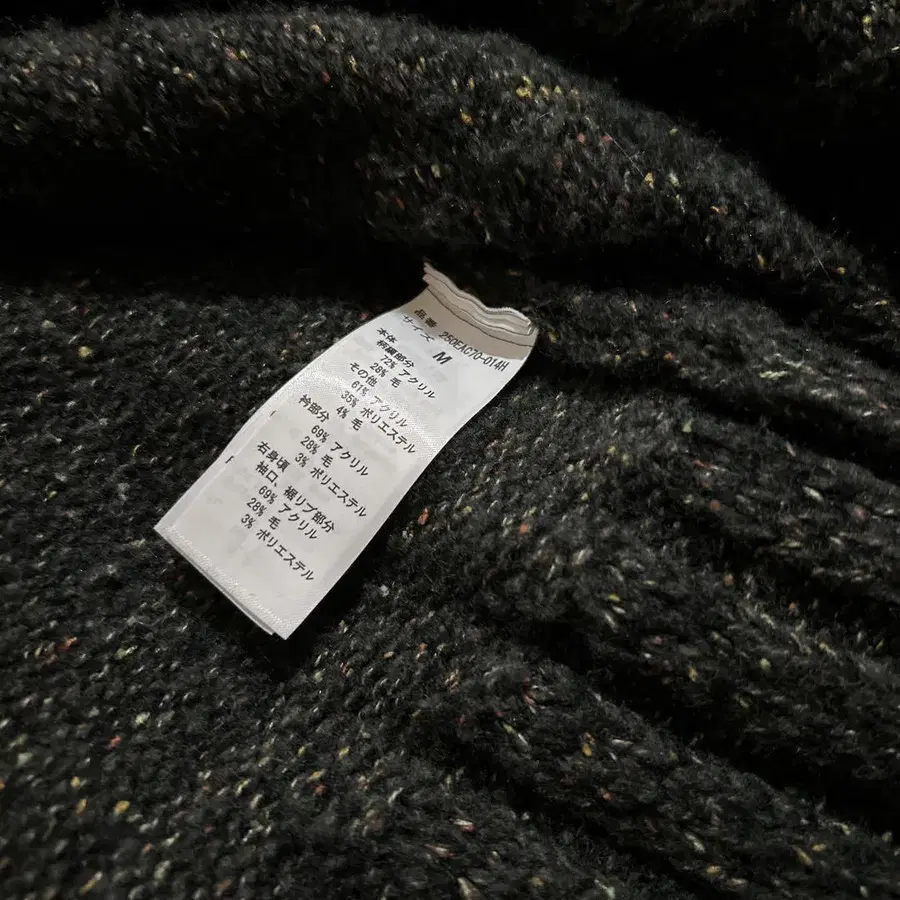 品番 250EAC70-014H
サイズ M
本体
柄編部分
72% アクリル
28% 毛
その他
61% アクリル
35% ポリエステル
4% 毛
衿部分
69% アクリル
28% 毛
3% ポリエステル
右身頃
袖口、裾リブ部分
69% アクリル
28% 毛
3% ポリエステル